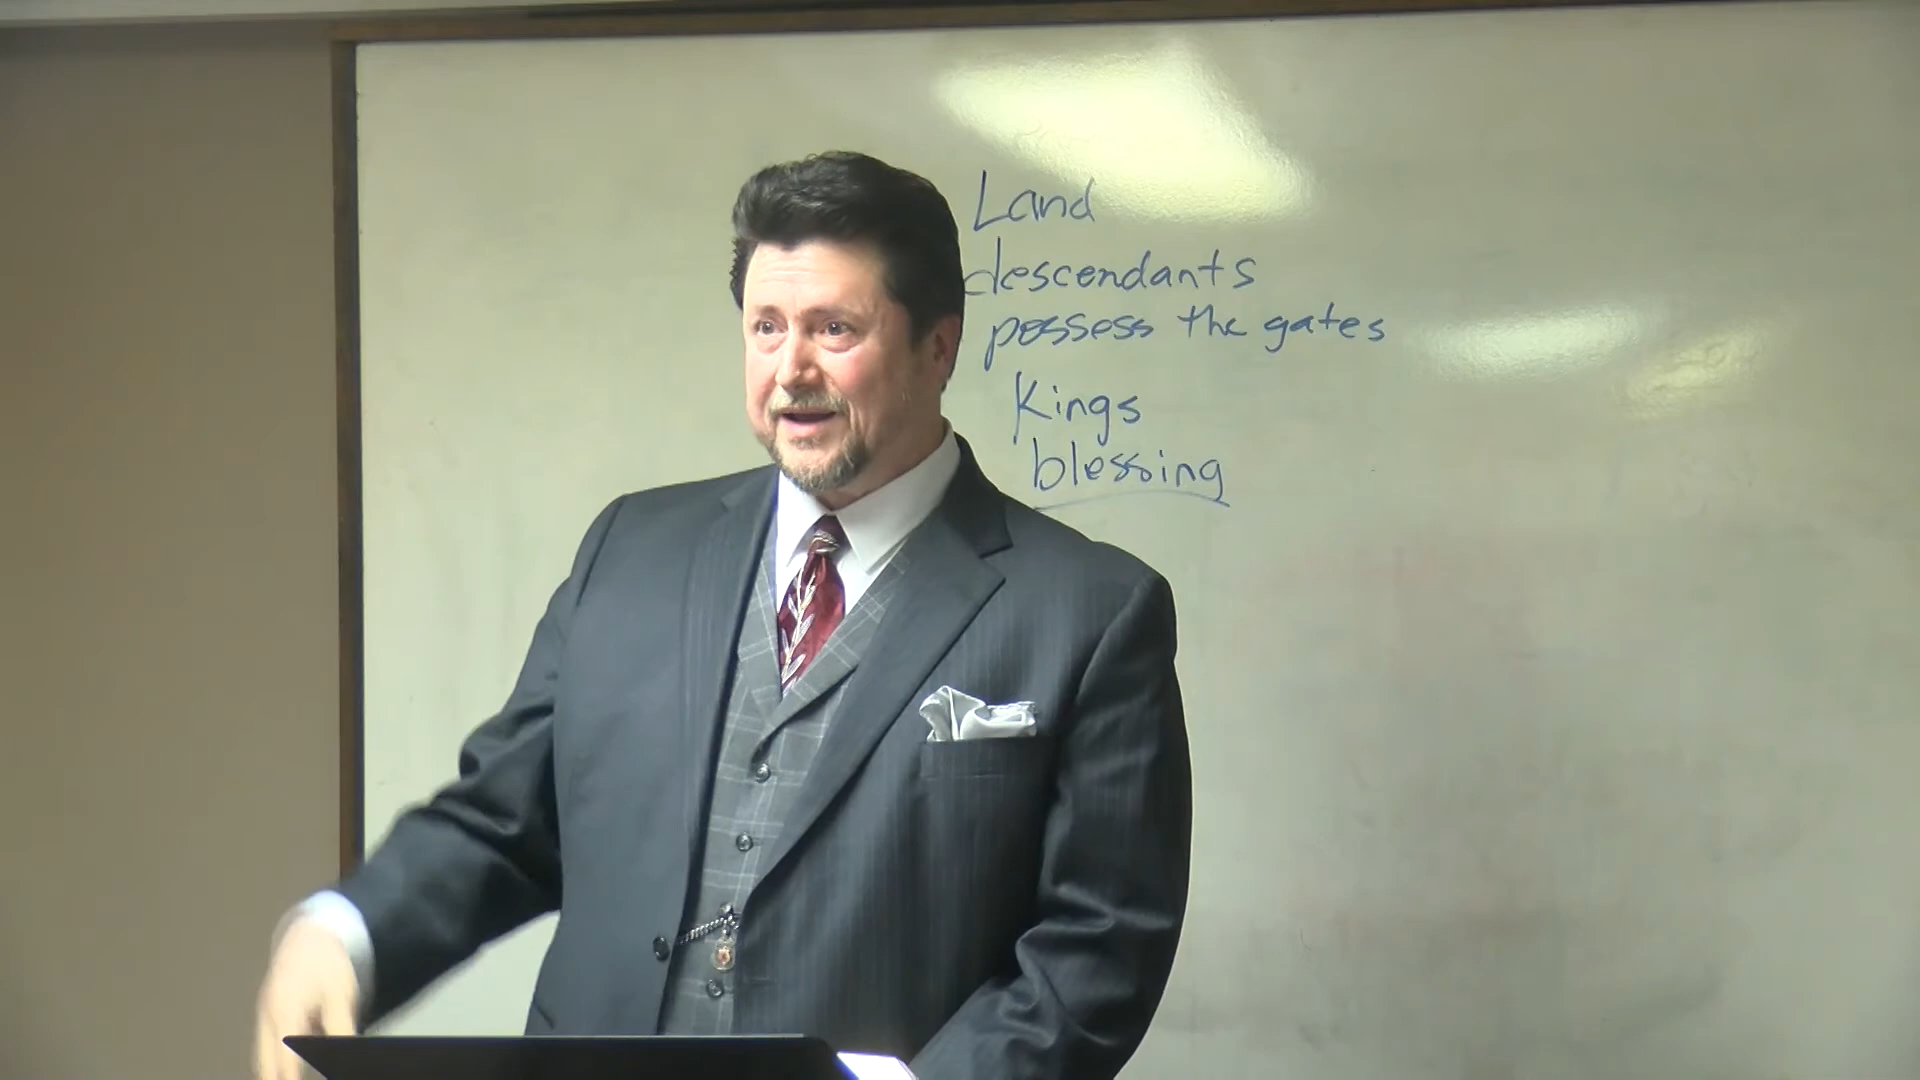 Land
descendants
possess the gates
Kings
blessing